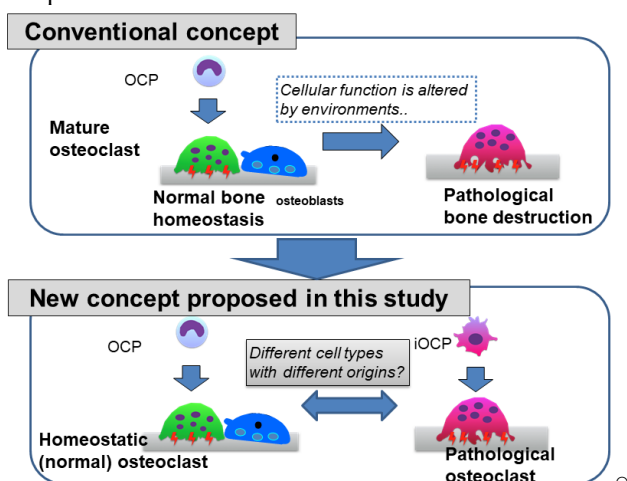 Conventional concept
OCP
Cellular function is altered
by environments..
Mature
osteoclast
Normal bone
homeostasis
osteoblasts
Pathological
bone destruction
New concept proposed in this study
OCP
iOCP
Different cell types
with different origins?
Homeostatic
(normal) osteoclast
Pathological
osteoclast